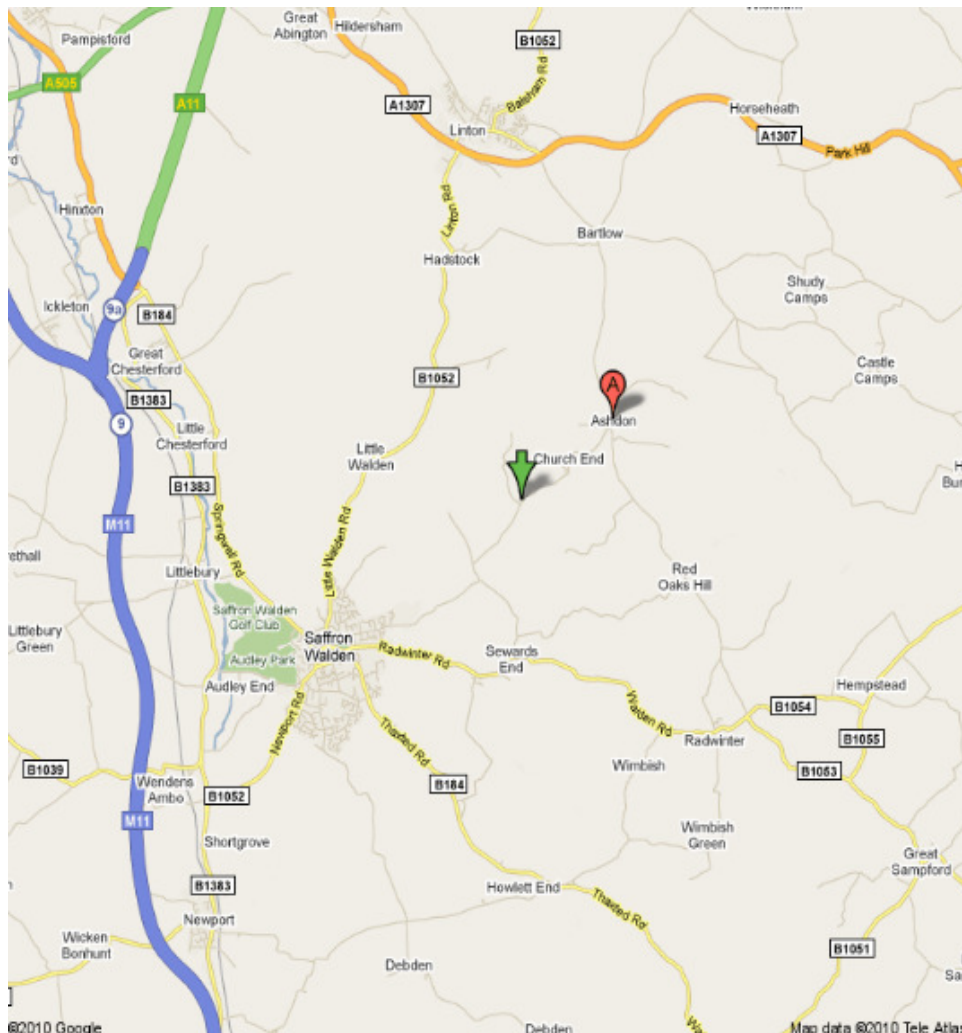 Great
Abington
Hildersham
Pampisford
B1052
Balsham Rd
A505
A11
A1307
Linton
Horseheath
A1307
Park Hill
Hinxton
Linton Rd
Bartlow
Hadstock
Shudy
Camps
Ickleton
9a
B184
Great
Chesterford
Castle
Camps
B1052
B1383
A
9
Little
Chesterford
Ashdon
Little
Walden
Church End
B1383
M11
Springwell Rd
Little Walden Rd
Littlebury
Red
Oaks Hill
Saffron Walden
Golf Club
Littlebury
Green
Saffron
Walden
Audley Park
Radwinter Rd
Sewards
End
Audley End
Hempstead
Newport Rd
Walden Rd
B1054
Thaxted Rd
Radwinter
B1055
Wimbish
B1039
B1053
Wendens
Ambo
B1052
B184
M11
Wimbish
Green
Shortgrove
Great
Sampford
B1383
Howlett End
Thaxted Rd
Newport
Wicken
Bonhunt
B1051
Debden
©2010 Google
Debden
Map data ©2010 Tele Atlas